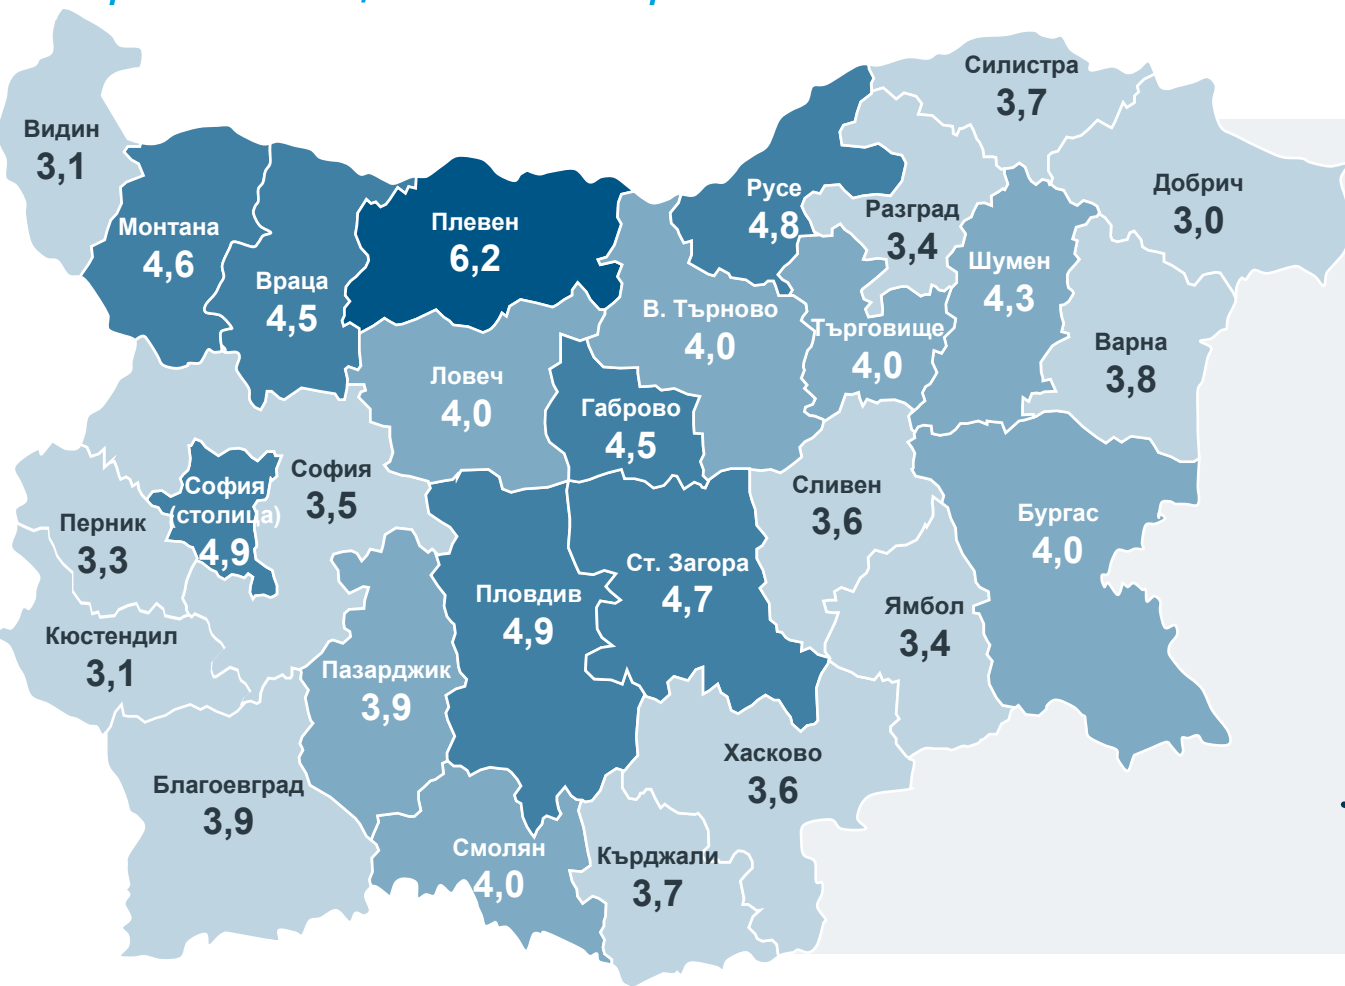 Силистра
3,7
Видин
3,1
Добрич
3,0
Русе
4,8
Разград
3,4
Монтана
4,6
Плевен
6,2
Шумен
4,3
Враца
4,5
В. Търново
4,0
Търговище
4,0
Варна
3,8
Ловеч
4,0
Габрово
4,5
София
3,5
София
(столица)
4,9
Сливен
3,6
Бургас
4,0
Перник
3,3
Ст. Загора
4,7
Пловдив
4,9
Ямбол
3,4
Кюстендил
3,1
Пазарджик
3,9
Хасково
3,6
Благоевград
3,9
Смолян
4,0
Кърджали
3,7